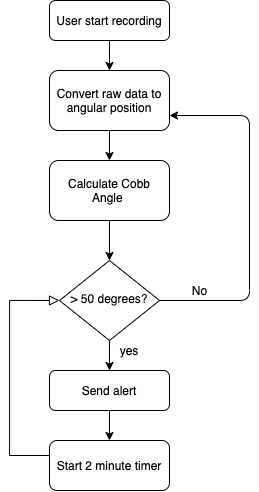 User start recording
Convert raw data to
angular position
Calculate Cobb
Angle
> 50 degrees?
No
yes
Send alert
Start 2 minute timer